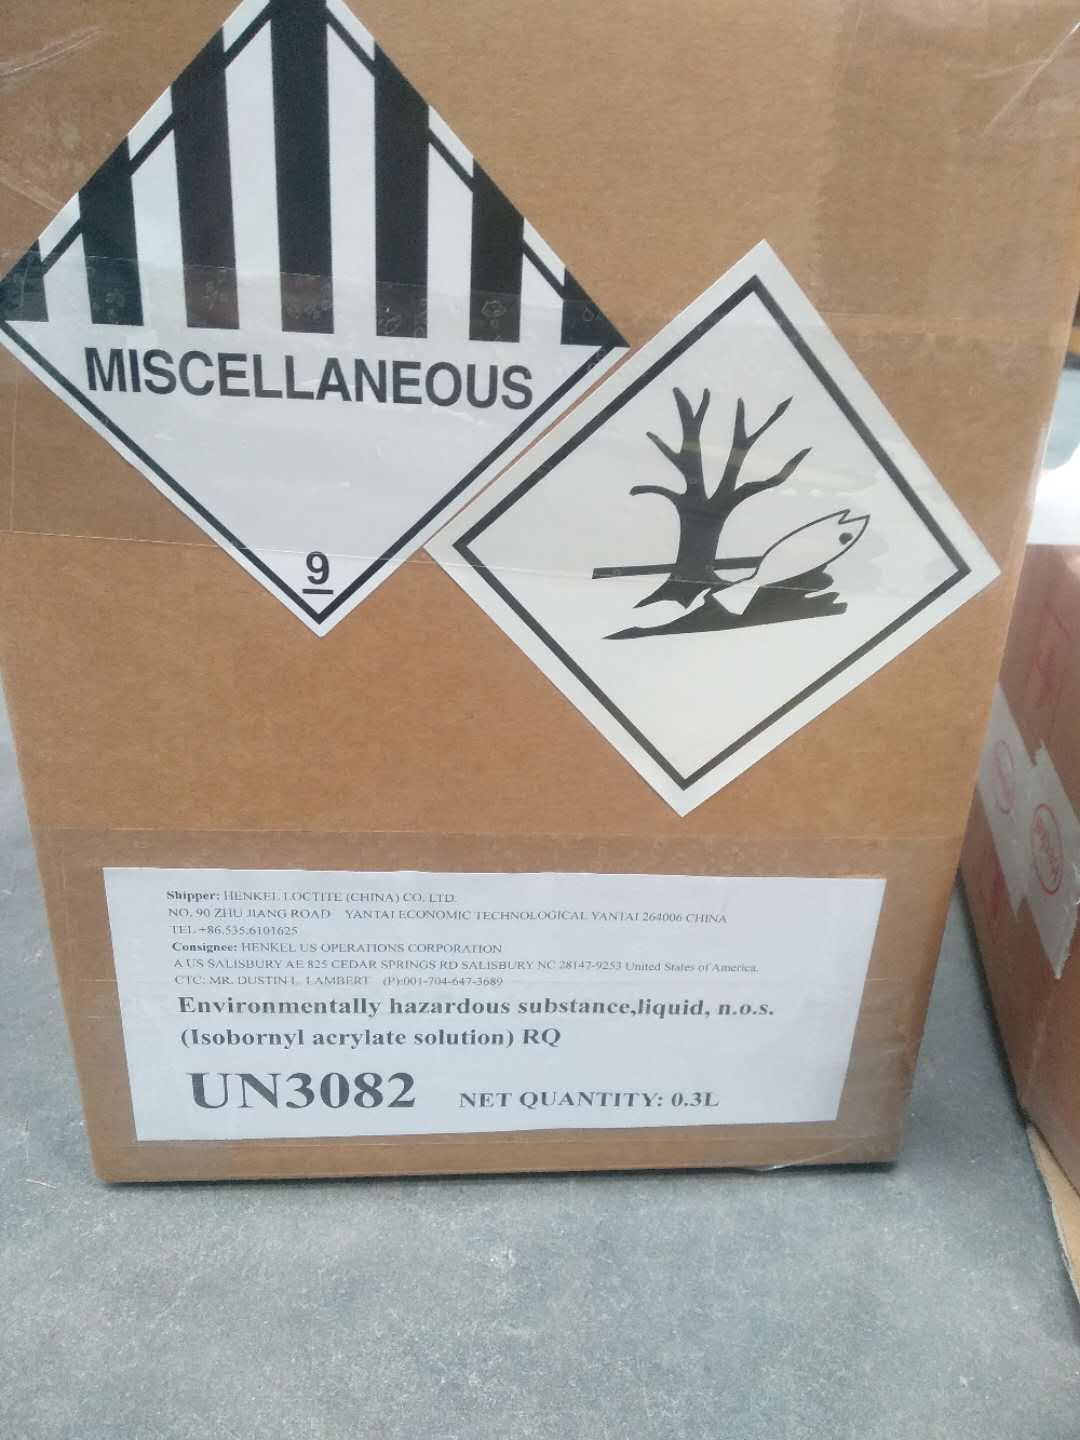 MISCELLANEOUS
9
Shipper: HENKEL LOCTITE (CHINA) CO. LTD.
NO. 90 ZHU JIANG ROAD YANTAI ECONOMIC TECHNOLOGICAL YANTAI 264006 CHINA
TEL +86.535.6101625
Consignee: HENKEL US OPERATIONS CORPORATION
A US SALISBURY AE 825 CEDAR SPRINGS RD SALISBURY NC 28147-9253 United States of America.
CTC: MR. DUSTIN L. LAMBERT (P):001-704-647-3689
Environmentally hazardous substance,liquid, n.o.s.
(Isobornyl acrylate solution) RQ
UN3082 NET QUANTITY: 0.3L